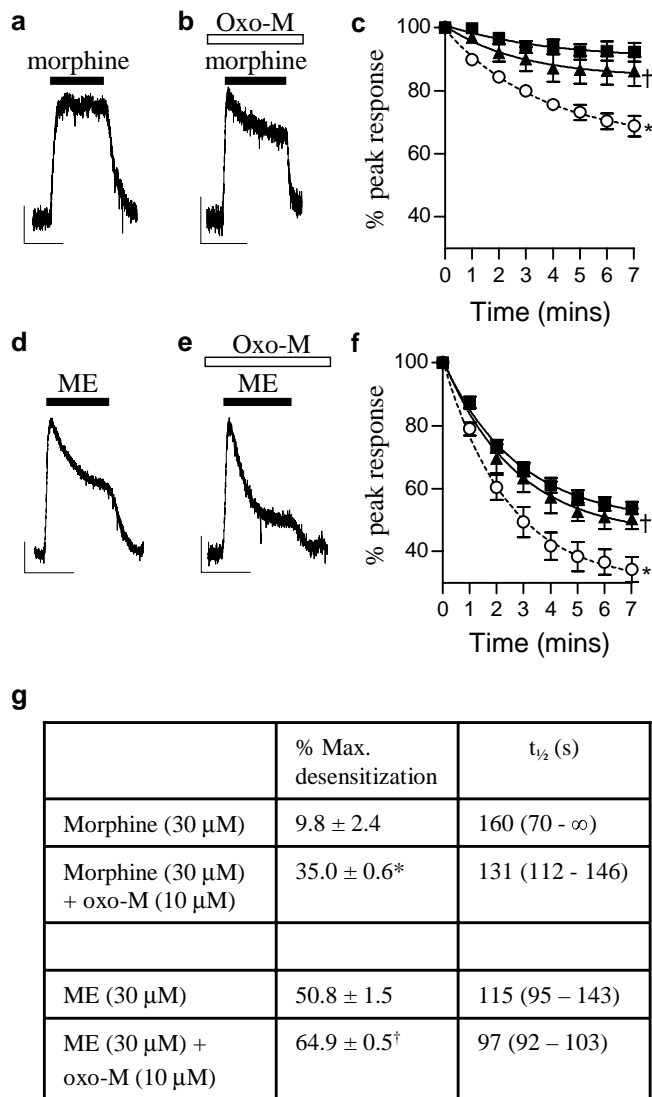 a
morphine
b
Oxo-M
morphine
c
100
80
60
40
% peak response
†
*
0 1 2 3 4 5 6 7
Time (mins)
d
ME
e
Oxo-M
ME
f
100
80
60
40
% peak response
†
*
0 1 2 3 4 5 6 7
Time (mins)
g
% Max. desensitization
t½ (s)
Morphine (30 μM)
9.8 ± 2.4
160 (70 - ∞)
Morphine (30 μM) + oxo-M (10 μM)
35.0 ± 0.6*
131 (112 - 146)
ME (30 μM)
50.8 ± 1.5
115 (95 – 143)
ME (30 μM) + oxo-M (10 μM)
64.9 ± 0.5†
97 (92 – 103)